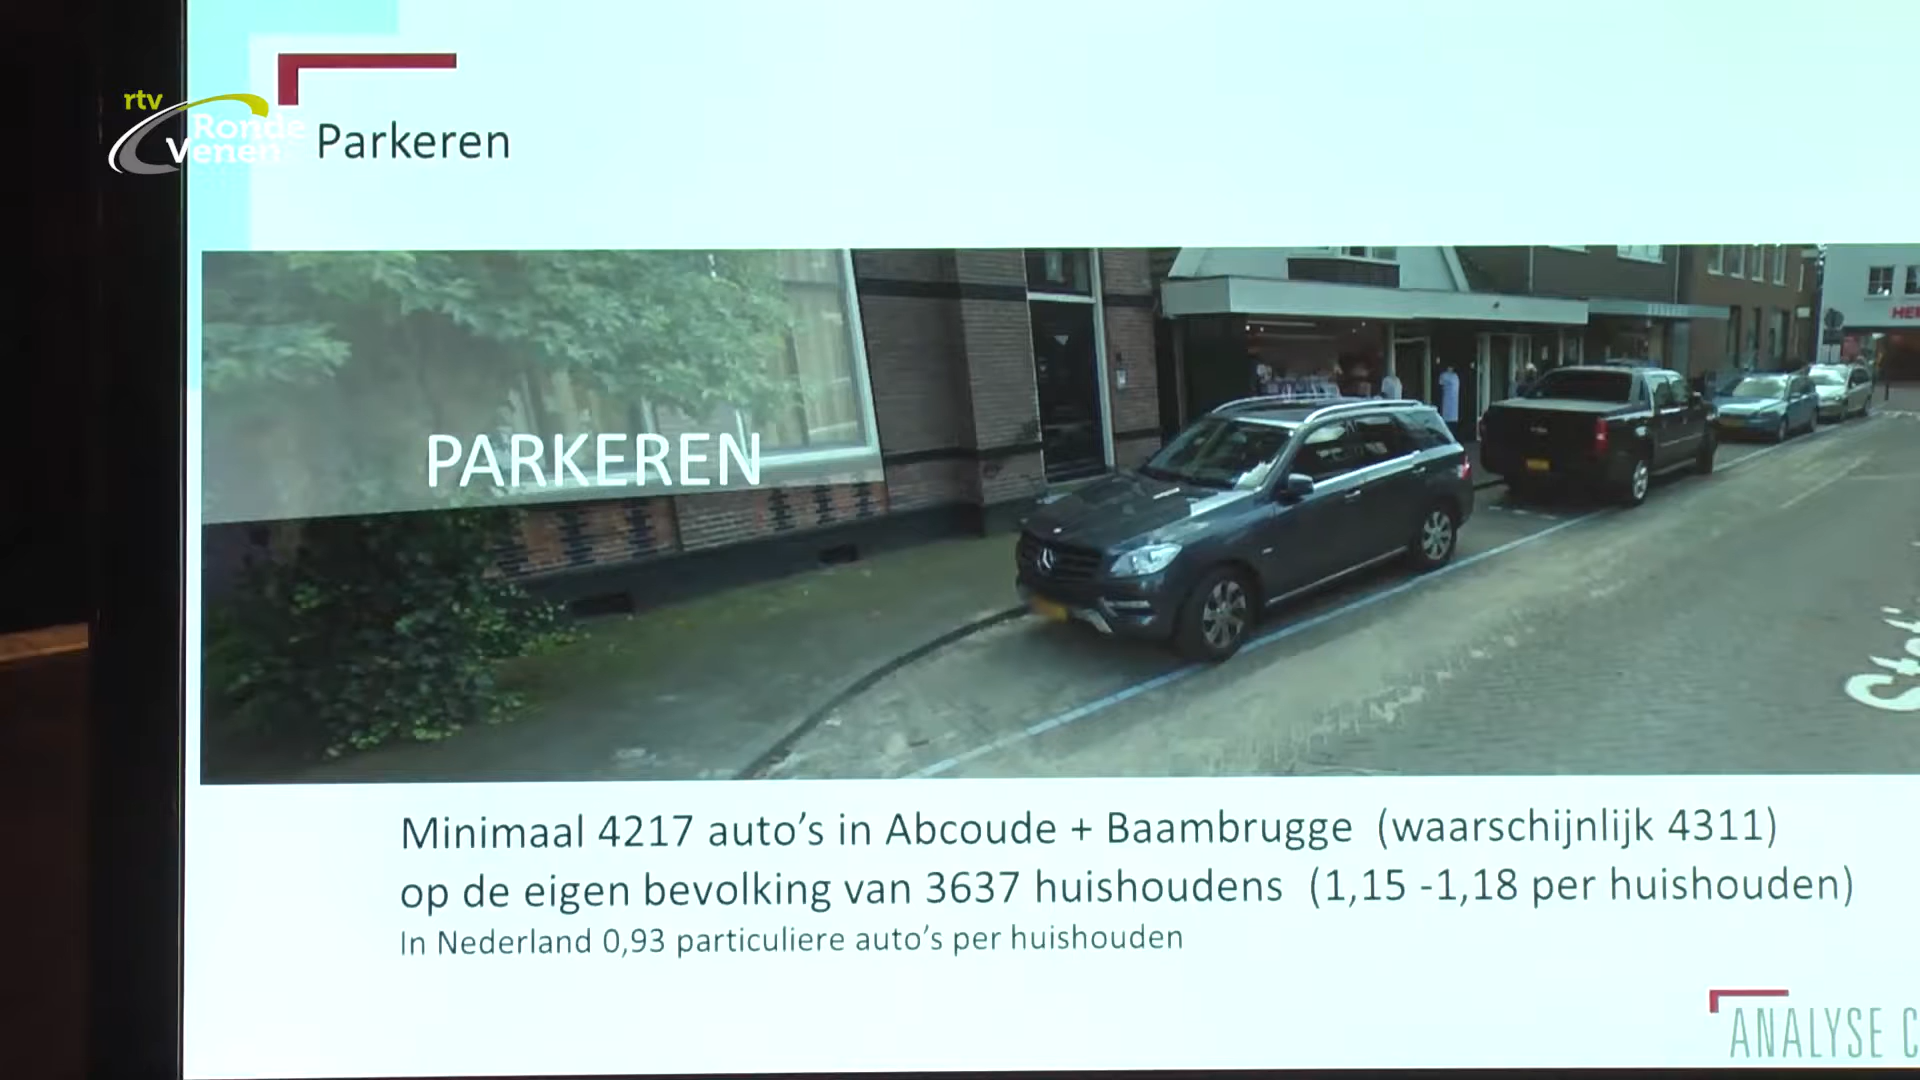 rtv
Ronde
Venen
Parkeren
PARKEREN
Minimaal 4217 auto's in Abcoude + Baambrugge (waarschijnlijk 4311)
op de eigen bevolking van 3637 huishoudens (1,15 -1,18 per huishouden)
In Nederland 0,93 particuliere auto's per huishouden
ANALYSE C